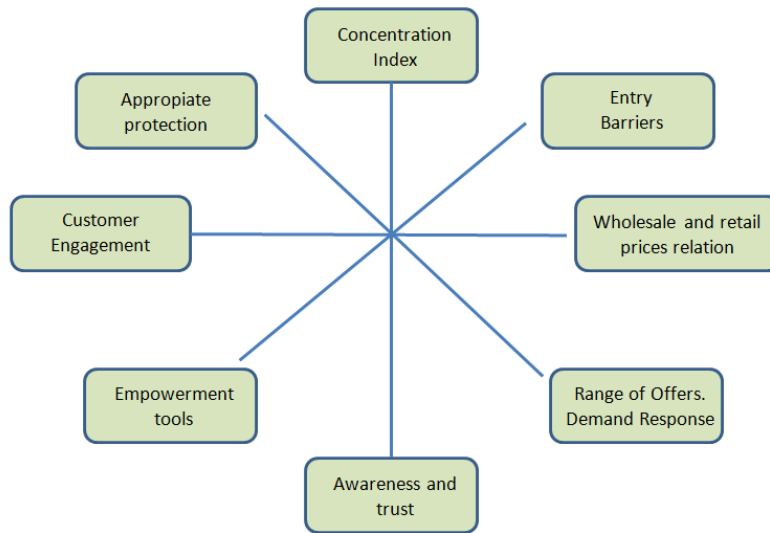 Concentration
Index
Appropiate
protection
Entry
Barriers
Customer
Engagement
Wholesale and retail
prices relation
Empowerment
tools
Range of Offers.
Demand Response
Awareness and
trust